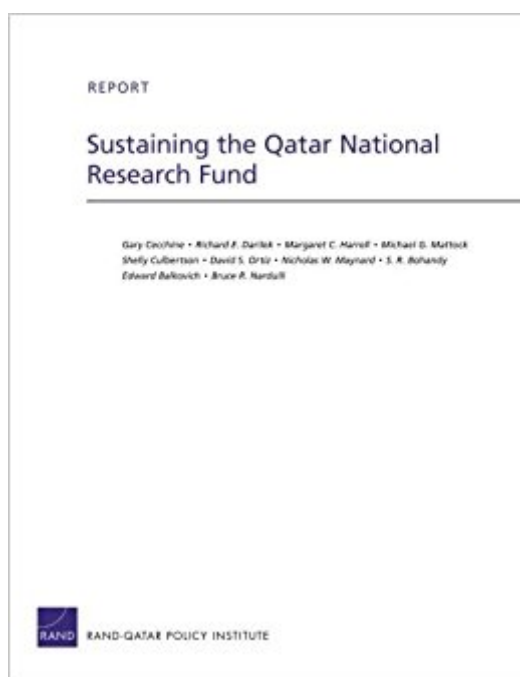 REPORT
Sustaining the Qatar National
Research Fund
Gary Cecchine • Richard E. Darilek • Margaret C. Harrell • Michael G. Mattock
Shelly Culbertson • David S. Ortiz • Nicholas W. Maynard • S. R. Bohandy
Edward Balkovich • Bruce R. Nardulli
RAND
RAND-QATAR POLICY INSTITUTE